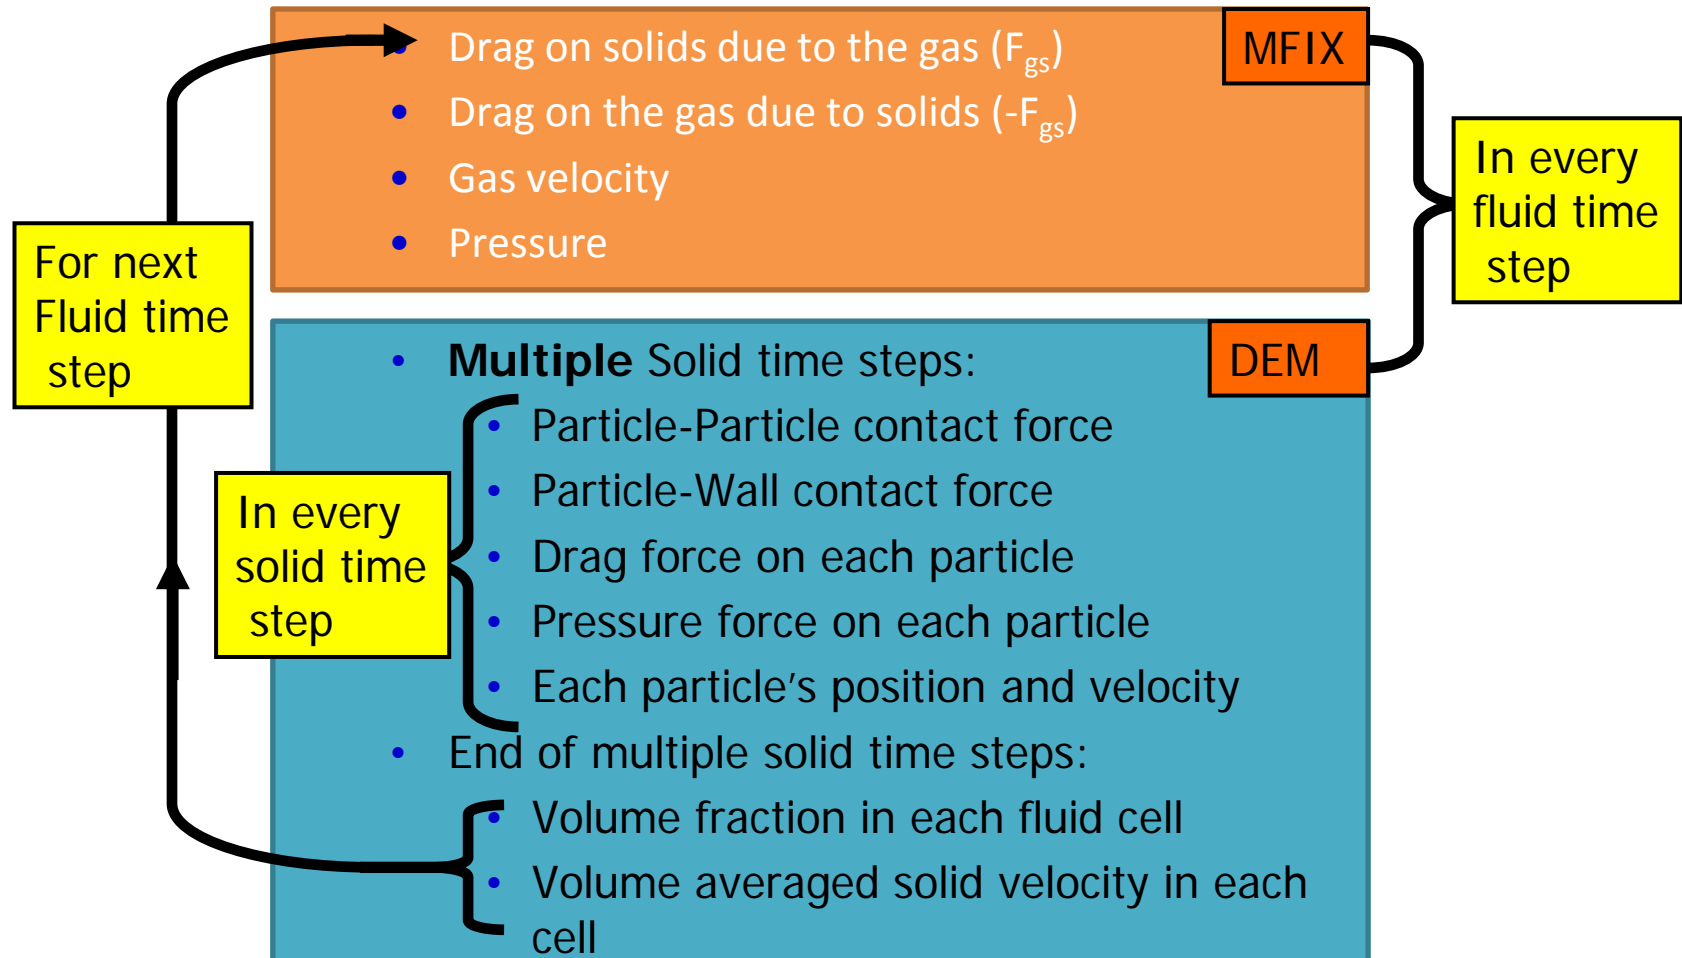 • Drag on solids due to the gas (Fgs)
MFIX
• Drag on the gas due to solids (-Fgs)
• Gas velocity
• Pressure
In every
fluid time
step
For next
Fluid time
step
• Multiple Solid time steps:
DEM
• Particle-Particle contact force
• Particle-Wall contact force
• Drag force on each particle
• Pressure force on each particle
• Each particle's position and velocity
In every
solid time
step
• End of multiple solid time steps:
• Volume fraction in each fluid cell
• Volume averaged solid velocity in each
cell